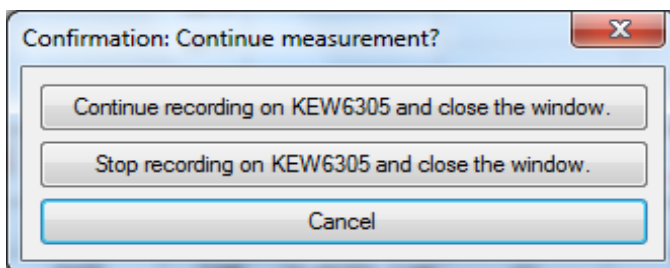 Confirmation: Continue measurement?
Continue recording on KEW6305 and close the window.
Stop recording on KEW6305 and close the window.
Cancel